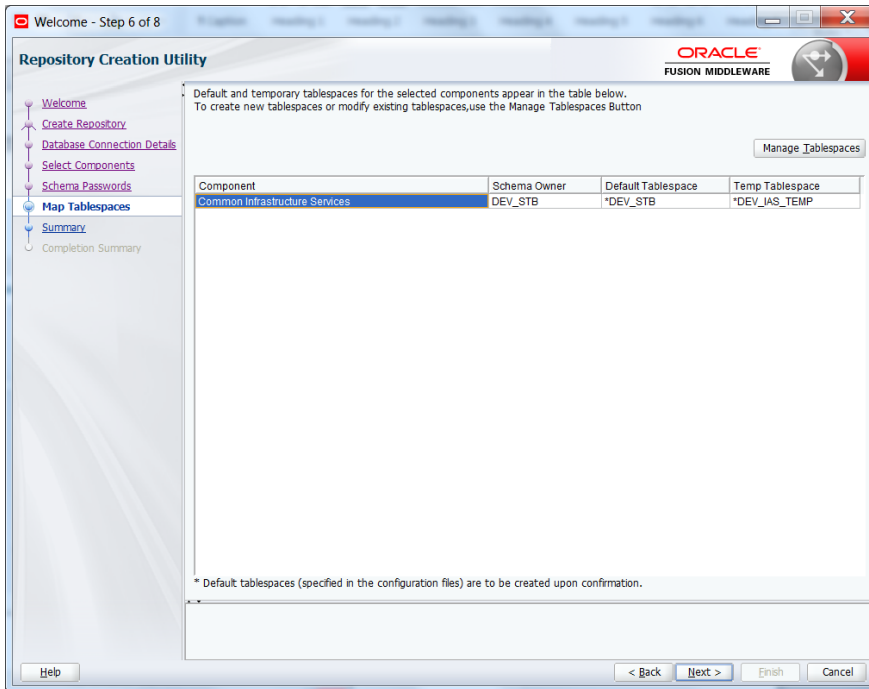 Welcome - Step 6 of 8
Repository Creation Utility
ORACLE
FUSION MIDDLEWARE
Welcome
Create Repository
Database Connection Details
Select Components
Schema Passwords
Map Tablespaces
Summary
Completion Summary
Default and temporary tablespaces for the selected components appear in the table below.
To create new tablespaces or modify existing tablespaces,use the Manage Tablespaces Button
Manage Tablespaces
Component Schema Owner Default Tablespace Temp Tablespace
Common Infrastructure Services DEV_STB *DEV_STB *DEV_IAS_TEMP
* Default tablespaces (specified in the configuration files) are to be created upon confirmation.
Help < Back Next > Finish Cancel